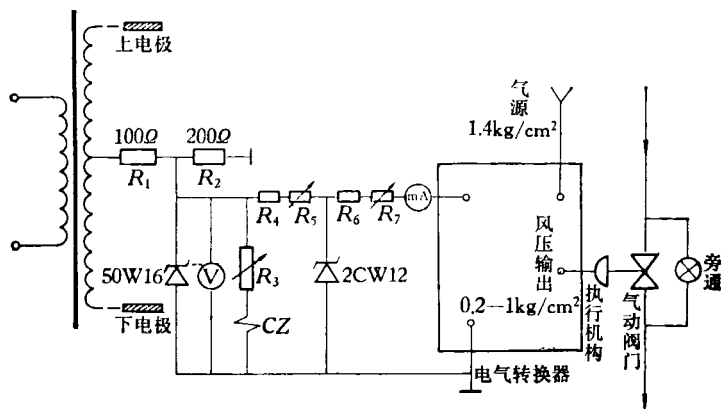 上电极
100Ω
200Ω
R1
R2
R4
R5
R6
R7
mA
气源
1.4kg/cm²
风压输出
50W16
V
R3
2CW12
CZ
0.2—1kg/cm²
执行机构
气动阀门
旁通
下电极
电气转换器